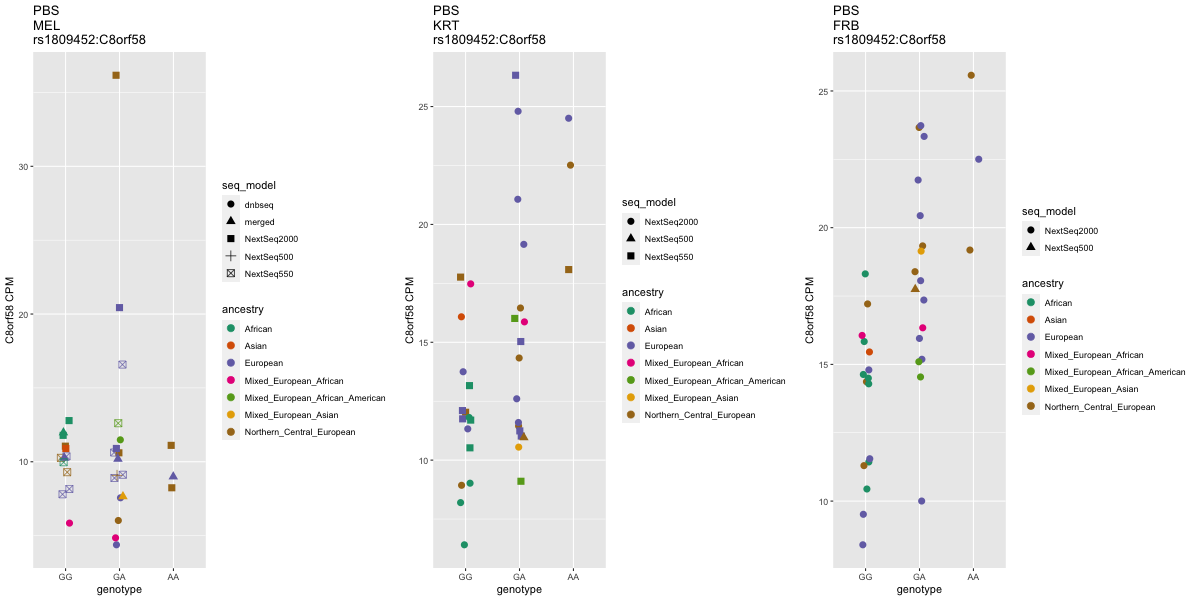 PBS
MEL
rs1809452:C8orf58
C8orf58 CPM
30
20
10
GG
GA
AA
genotype
seq_model
dnbseq
merged
NextSeq2000
NextSeq500
NextSeq550
ancestry
African
Asian
European
Mixed_European_African
Mixed_European_African_American
Mixed_European_Asian
Northern_Central_European
PBS
KRT
rs1809452:C8orf58
C8orf58 CPM
25
20
15
10
GG
GA
AA
genotype
seq_model
NextSeq2000
NextSeq500
NextSeq550
ancestry
African
Asian
European
Mixed_European_African
Mixed_European_African_American
Mixed_European_Asian
Northern_Central_European
PBS
FRB
rs1809452:C8orf58
C8orf58 CPM
25
20
15
10
GG
GA
AA
genotype
seq_model
NextSeq2000
NextSeq500
ancestry
African
Asian
European
Mixed_European_African
Mixed_European_African_American
Mixed_European_Asian
Northern_Central_European